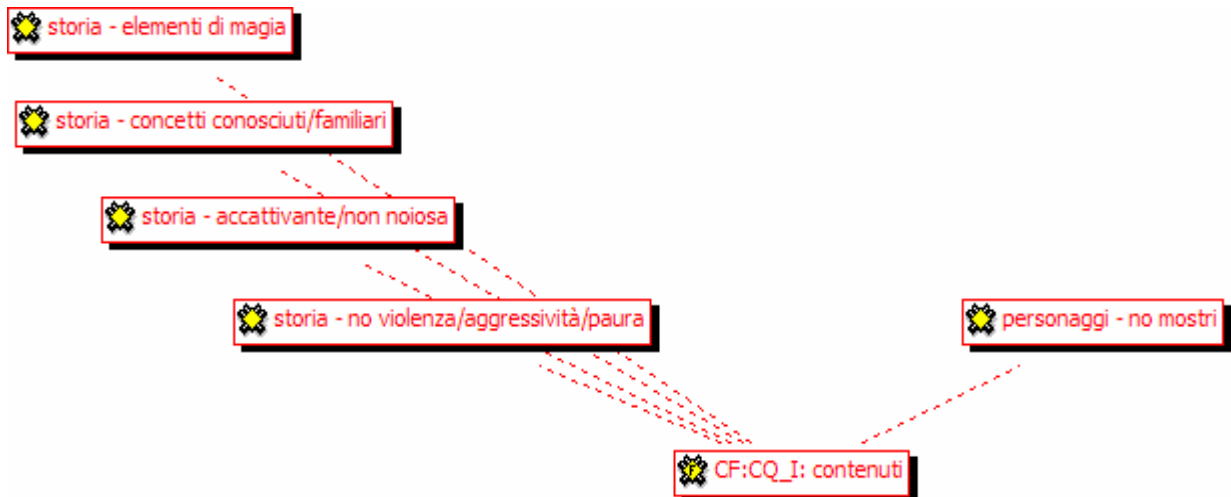 storia - elementi di magia
storia - concetti conosciuti/familiari
storia - accattivante/non noiosa
storia - no violenza/aggressività/paura
personaggi - no mostri
F CF:CQ_I: contenuti